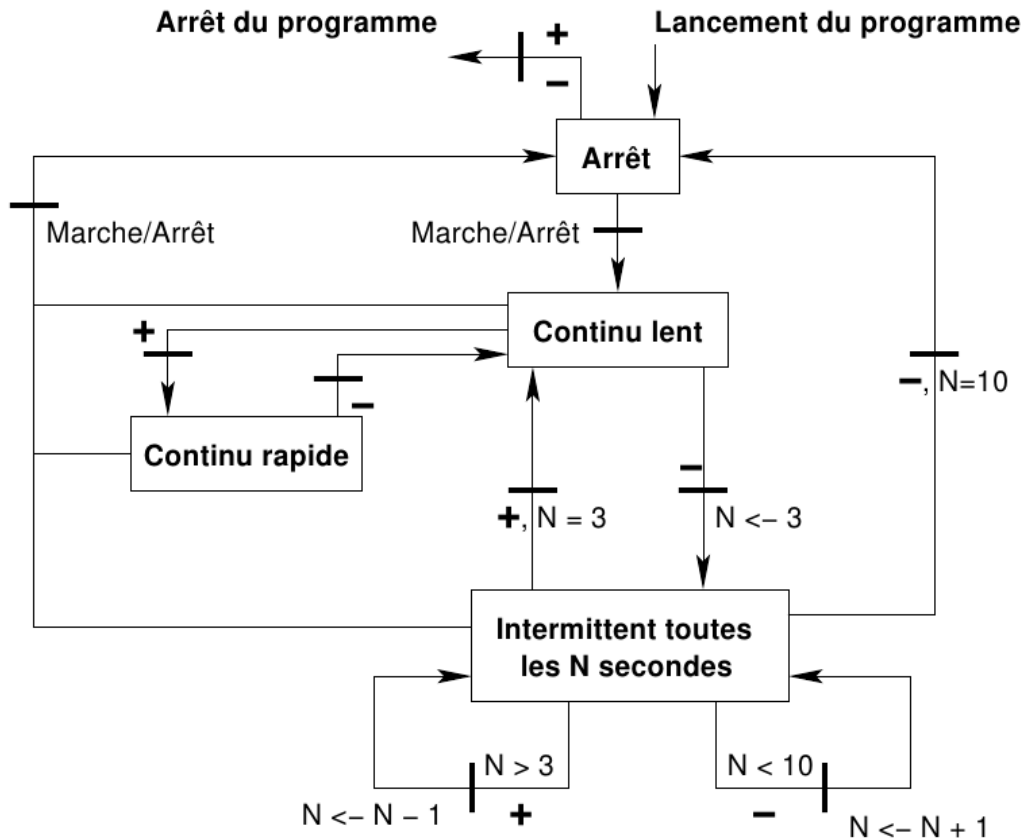 Arrêt du programme
Lancement du programme
+
−
Arrêt
Marche/Arrêt
Marche/Arrêt
Continu lent
+
−
−, N=10
Continu rapide
−
+, N = 3
N <− 3
Intermittent toutes
les N secondes
N > 3
N < 10
N <− N − 1
+
−
N <− N + 1